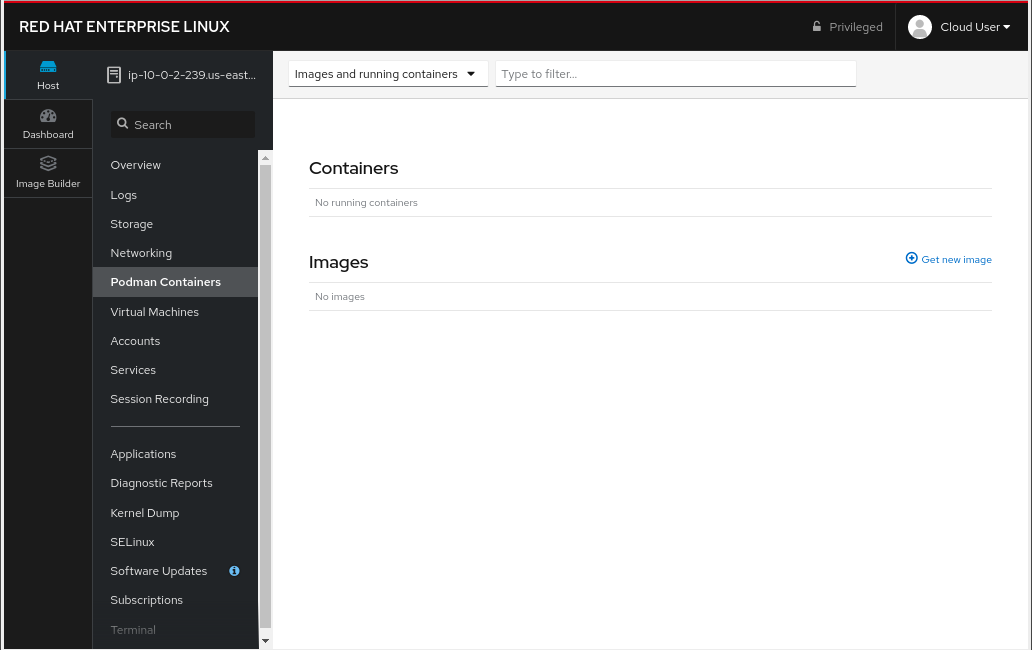 RED HAT ENTERPRISE LINUX
Privileged
Cloud User
Host
Dashboard
Image Builder
ip-10-0-2-239.us-east...
Search
Overview
Logs
Storage
Networking
Podman Containers
Virtual Machines
Accounts
Services
Session Recording
Applications
Diagnostic Reports
Kernel Dump
SELinux
Software Updates
Subscriptions
Terminal
Images and running containers
Type to filter...
Containers
No running containers
Images
Get new image
No images